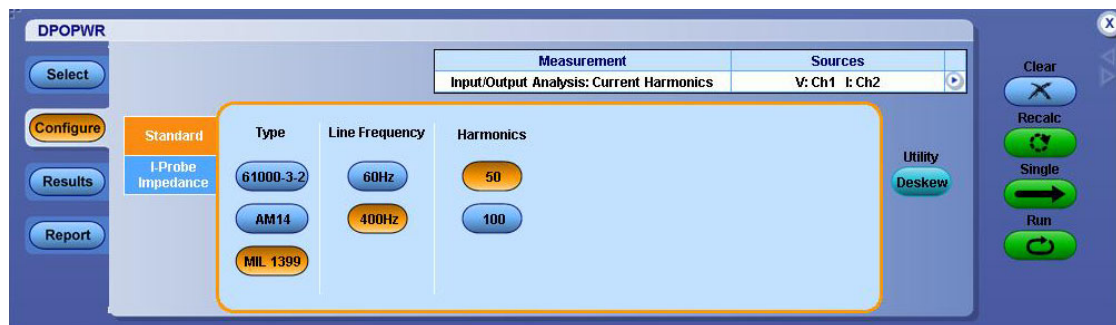 DPOPWR
X
Select
Configure
Results
Report
Measurement Sources
Input/Output Analysis: Current Harmonics V: Ch1 I: Ch2
Standard
I-Probe
Impedance
Type
61000-3-2
AM14
MIL 1399
Line Frequency
60Hz
400Hz
Harmonics
50
100
Utility
Deskew
Clear
Recalc
Single
Run